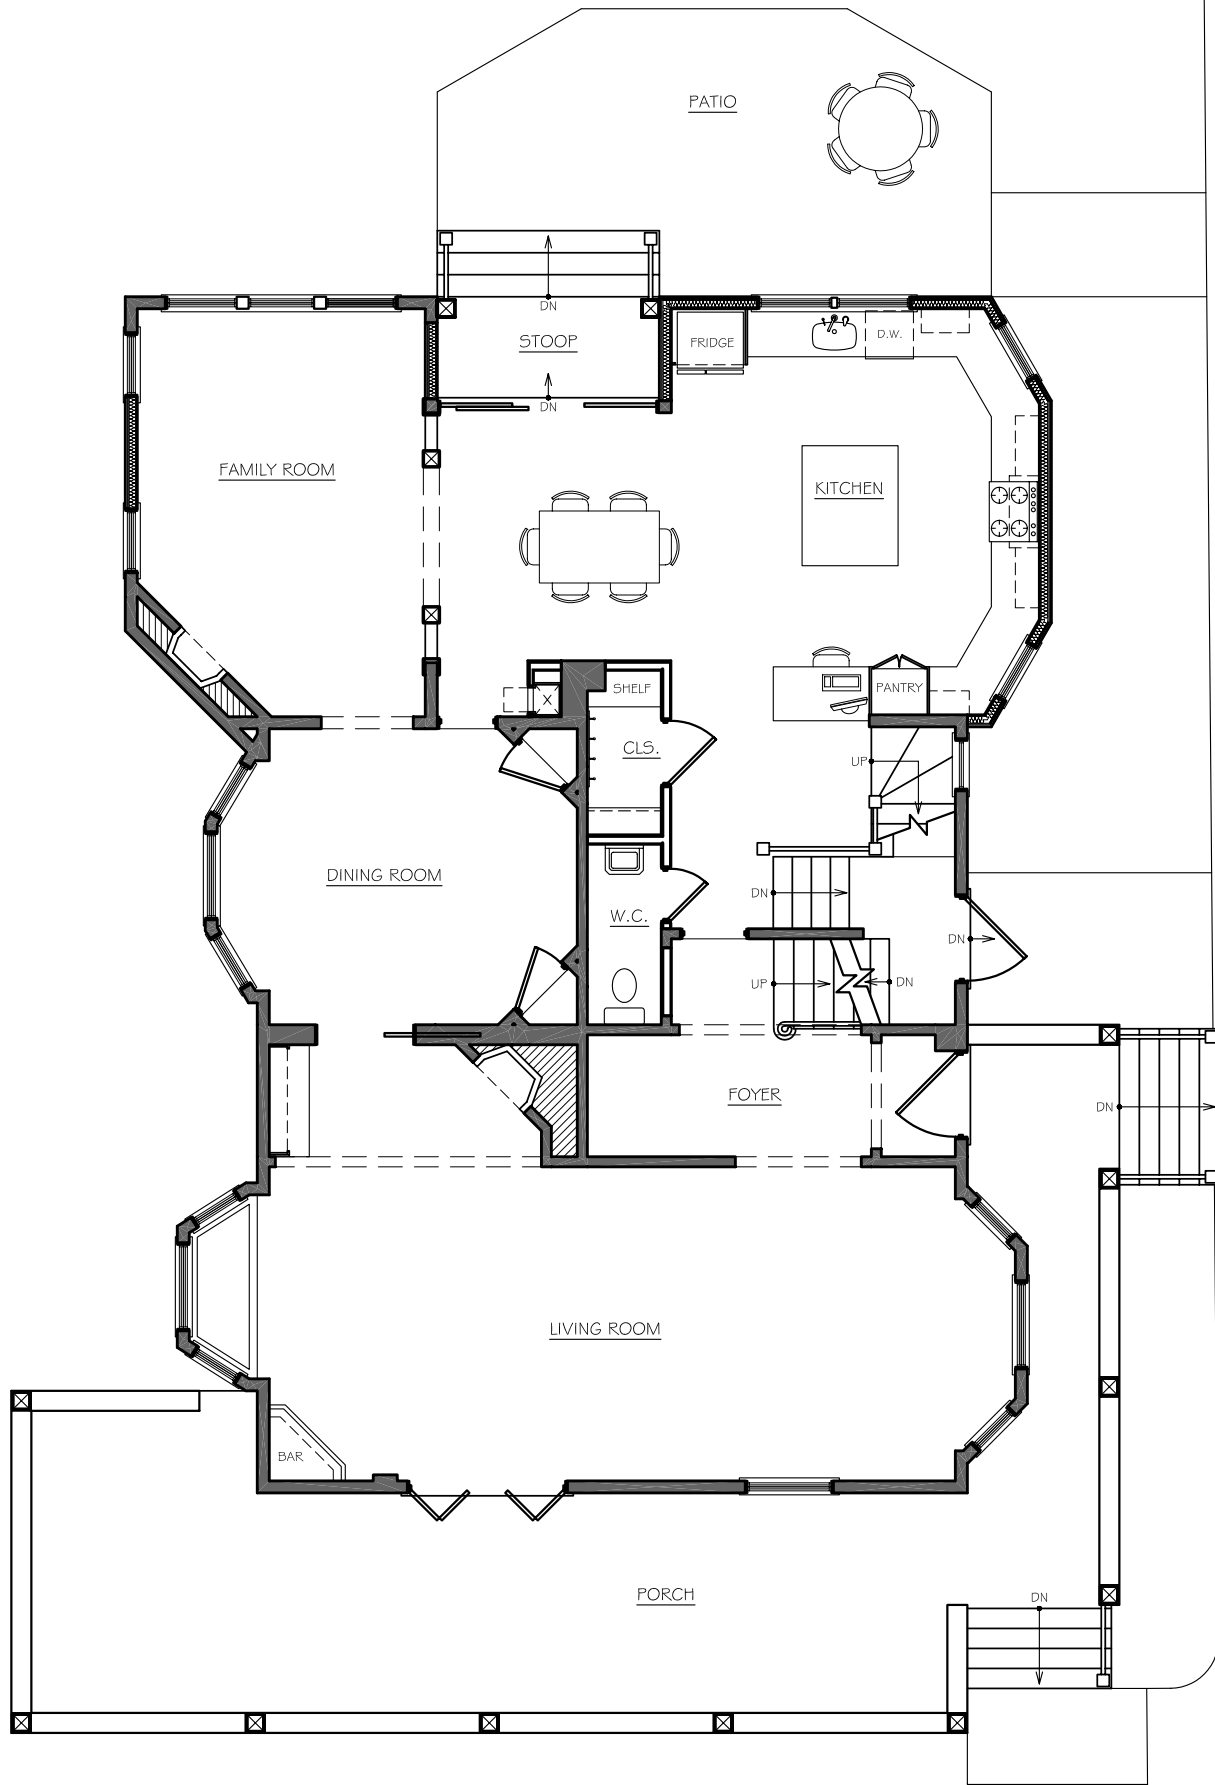 PATIO
DN
STOOP
DN
FRIDGE
D.W.
FAMILY ROOM
KITCHEN
SHELF
X
PANTRY
CLS.
UP
DINING ROOM
DN
W.C.
DN
UP
DN
FOYER
DN
LIVING ROOM
BAR
PORCH
DN